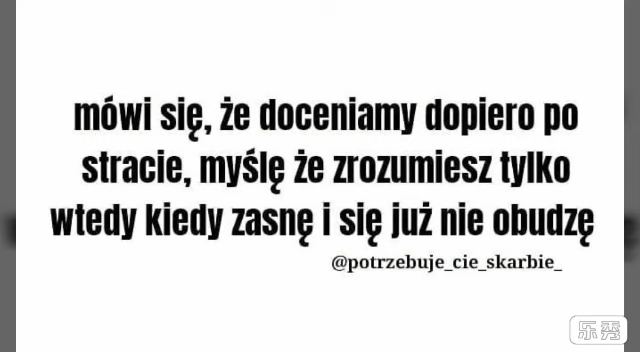 mówi się, że doceniamy dopiero po
stracie, myślę że zrozumiesz tylko
wtedy kiedy zasnę i się już nie obudzę
@potrzebuje_cie_skarbie_
乐秀